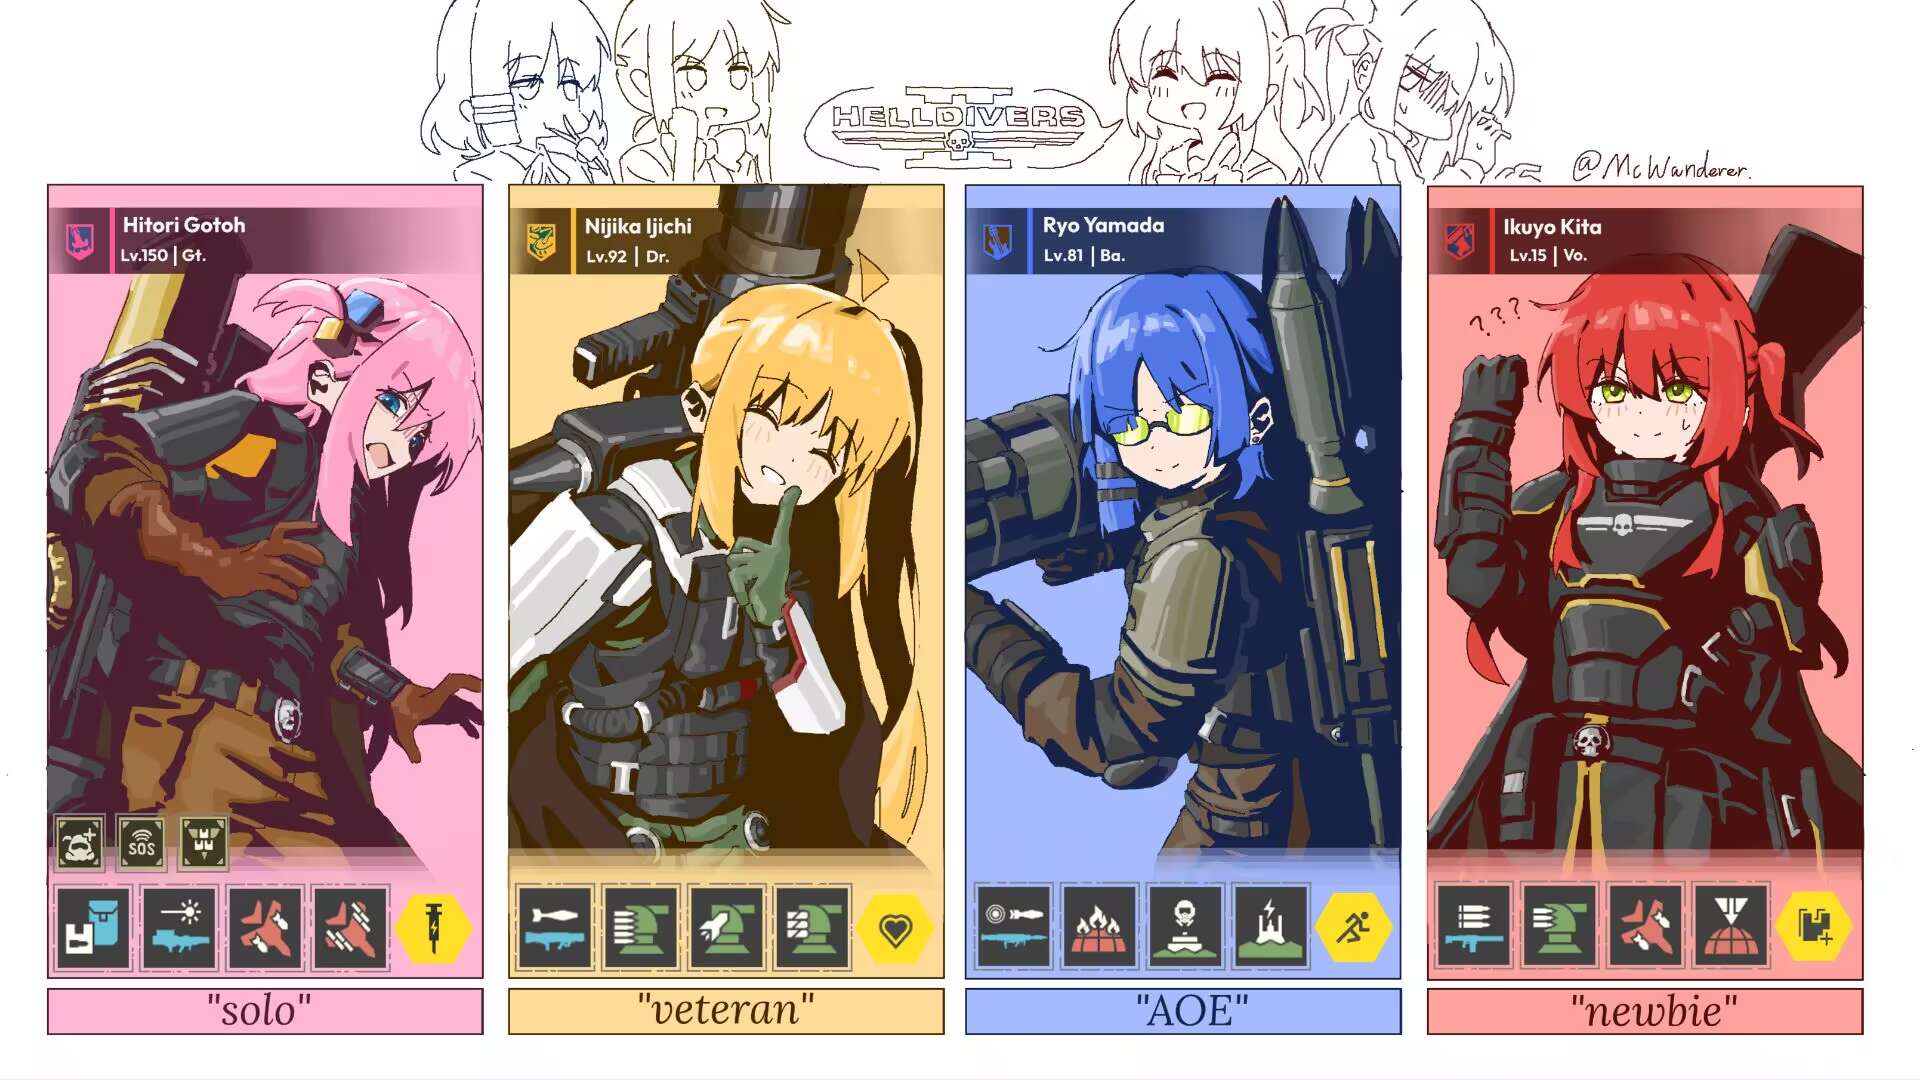 HELLDIVERS
@McWanderer.
Hitori Gotoh
Lv.150 | Gt.
Nijika Ijichi
Lv.92 | Dr.
Ryo Yamada
Lv.81 | Ba.
Ikuyo Kita
Lv.15 | Vo.
???
SOS
"solo"
"veteran"
"AOE"
"newbie"